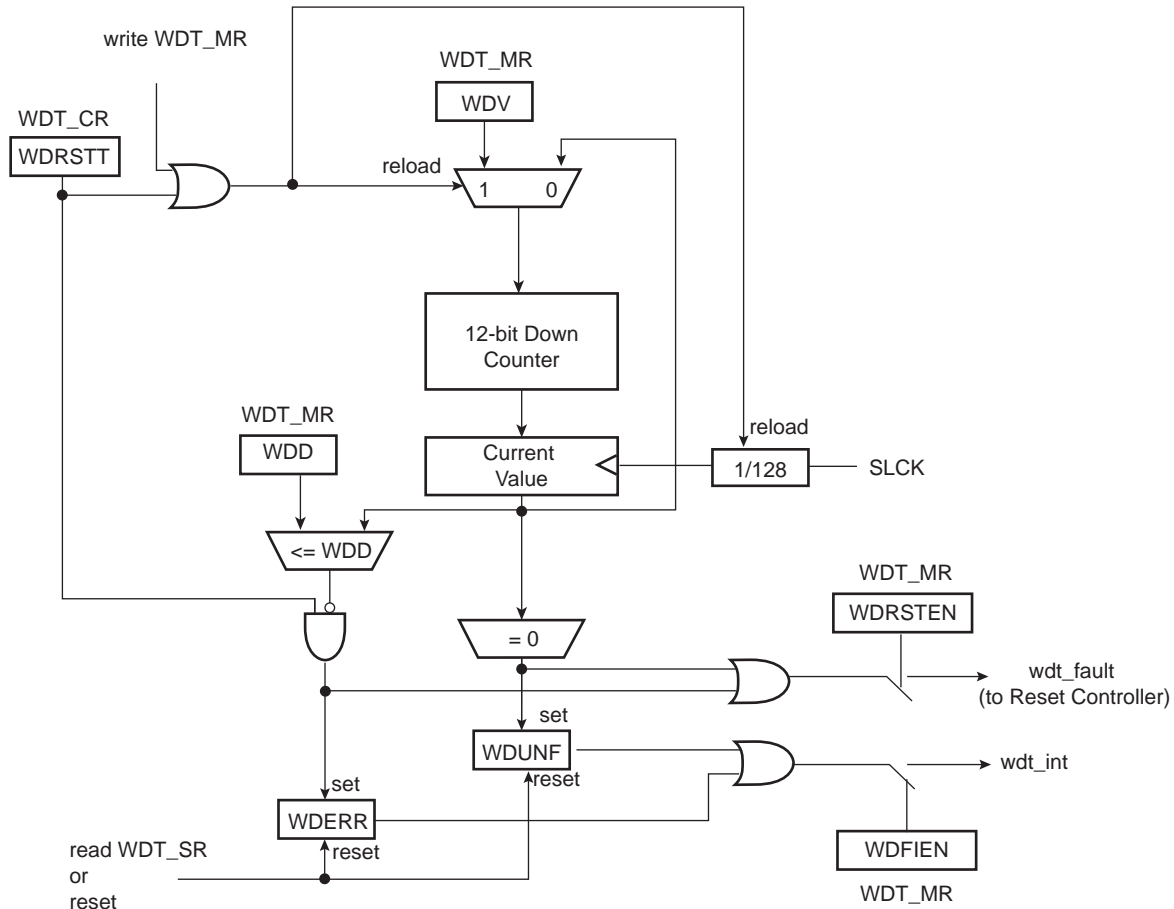 write WDT_MR
WDT_MR
WDV
WDT_CR
WDRSTT
reload
1 0
12-bit Down
Counter
WDT_MR
WDD
reload
Current
Value
1/128
SLCK
<= WDD
WDT_MR
WDRSTEN
= 0
wdt_fault
(to Reset Controller)
set
WDUNF
reset
wdt_int
set
WDERR
reset
WDFIEN
WDT_MR
read WDT_SR
or
reset